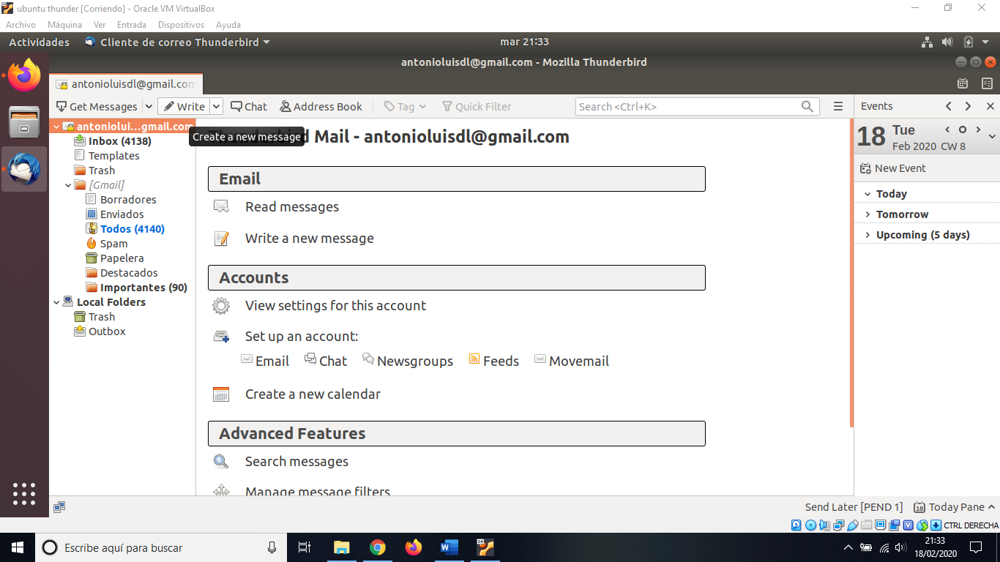 ubuntu thunder [Corriendo] - Oracle VM VirtualBox
Archivo Máquina Ver Entrada Dispositivos Ayuda
Actividades Cliente de correo Thunderbird mar 21:33
antonioluisdl@gmail.com - Mozilla Thunderbird
antonioluisdl@gmail.com
Get Messages Write Chat Address Book Tag Quick Filter Search <Ctrl+K>
Events
antoniolui...gmail.com
Inbox (4138)
Templates
Trash
[Gmail]
Borradores
Enviados
Todos (4140)
Spam
Papelera
Destacados
Importantes (90)
Local Folders
Trash
Outbox
Create a new message
d Mail - antonioluisdl@gmail.com
Email
Read messages
Write a new message
Accounts
View settings for this account
Set up an account:
Email Chat Newsgroups Feeds Movemail
Create a new calendar
Advanced Features
Search messages
Manage message filters
18 Tue
Feb 2020 CW 8
New Event
Today
Tomorrow
Upcoming (5 days)
Send Later [PEND 1] 18 Today Pane
CTRL DERECHA
Escribe aquí para buscar
21:33
18/02/2020